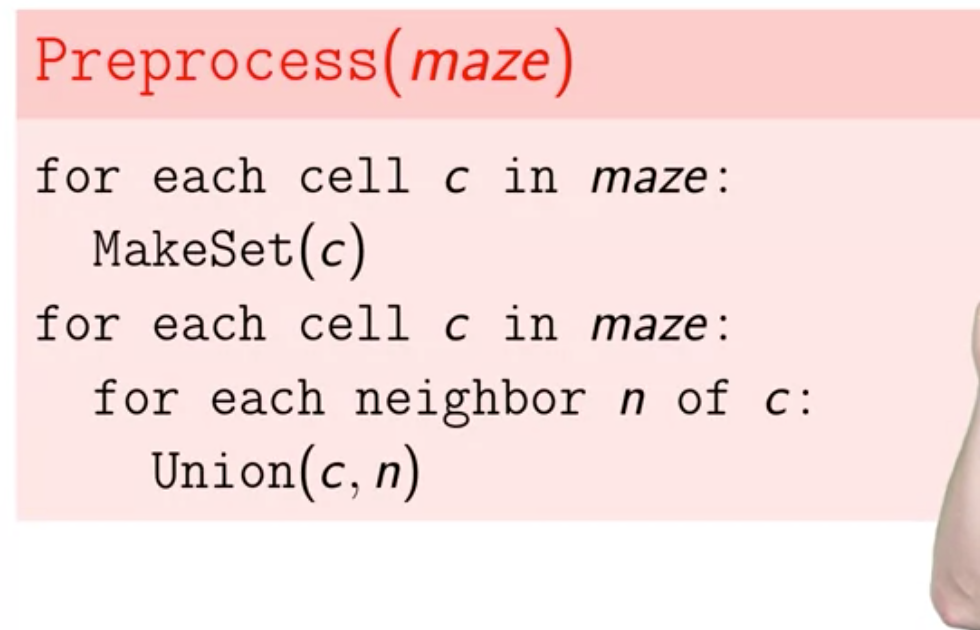 Preprocess(maze)
for each cell c in maze:
MakeSet(c)
for each cell c in maze:
for each neighbor n of c:
Union(c, n)